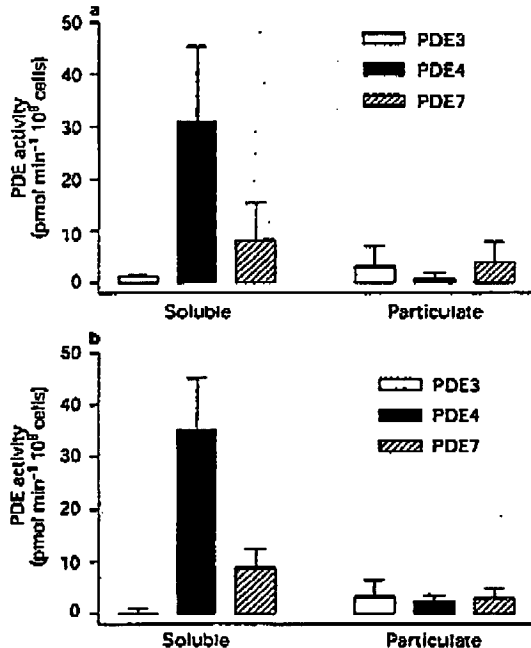 a
50
40
30
20
10
0
PDE activity
(pmol min⁻¹ 10⁸ cells)
PDE3
PDE4
PDE7
Soluble
Particulate
b
50
40
30
20
10
0
PDE activity
(pmol min⁻¹ 10⁸ cells)
PDE3
PDE4
PDE7
Soluble
Particulate